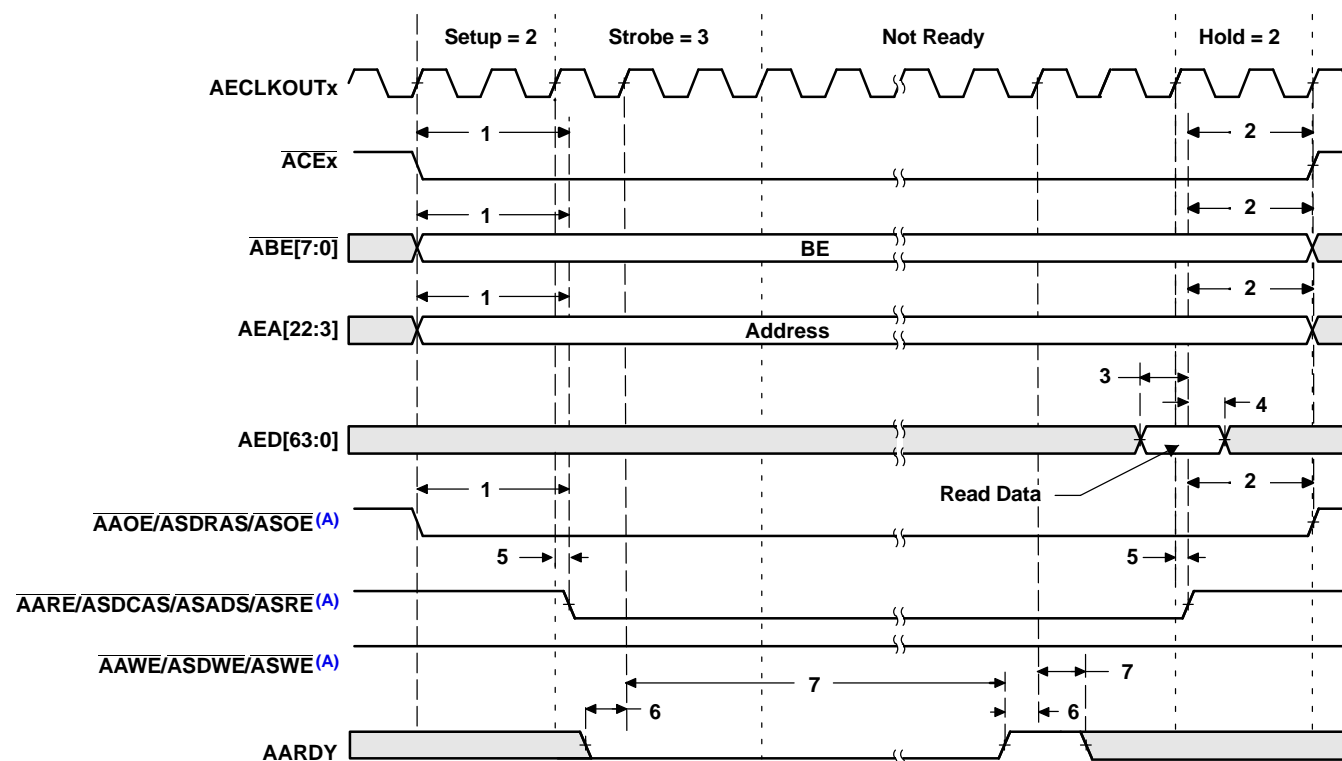 Setup = 2 Strobe = 3 Not Ready Hold = 2
AECLKOUTx
1 2
ACEx
1 2
ABE[7:0] BE
1 2
AEA[22:3] Address
3
4
AED[63:0]
1 Read Data 2
AAOE/ASDRAS/ASOE(A)
5 5
AARE/ASDCAS/ASADS/ASRE(A)
AAWE/ASDWE/ASWE(A)
7 7
6 6
AARDY